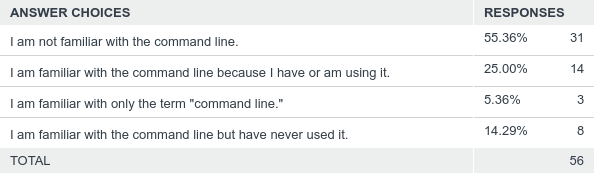 ANSWER CHOICES RESPONSES
I am not familiar with the command line. 55.36% 31
I am familiar with the command line because I have or am using it. 25.00% 14
I am familiar with only the term "command line." 5.36% 3
I am familiar with the command line but have never used it. 14.29% 8
TOTAL 56